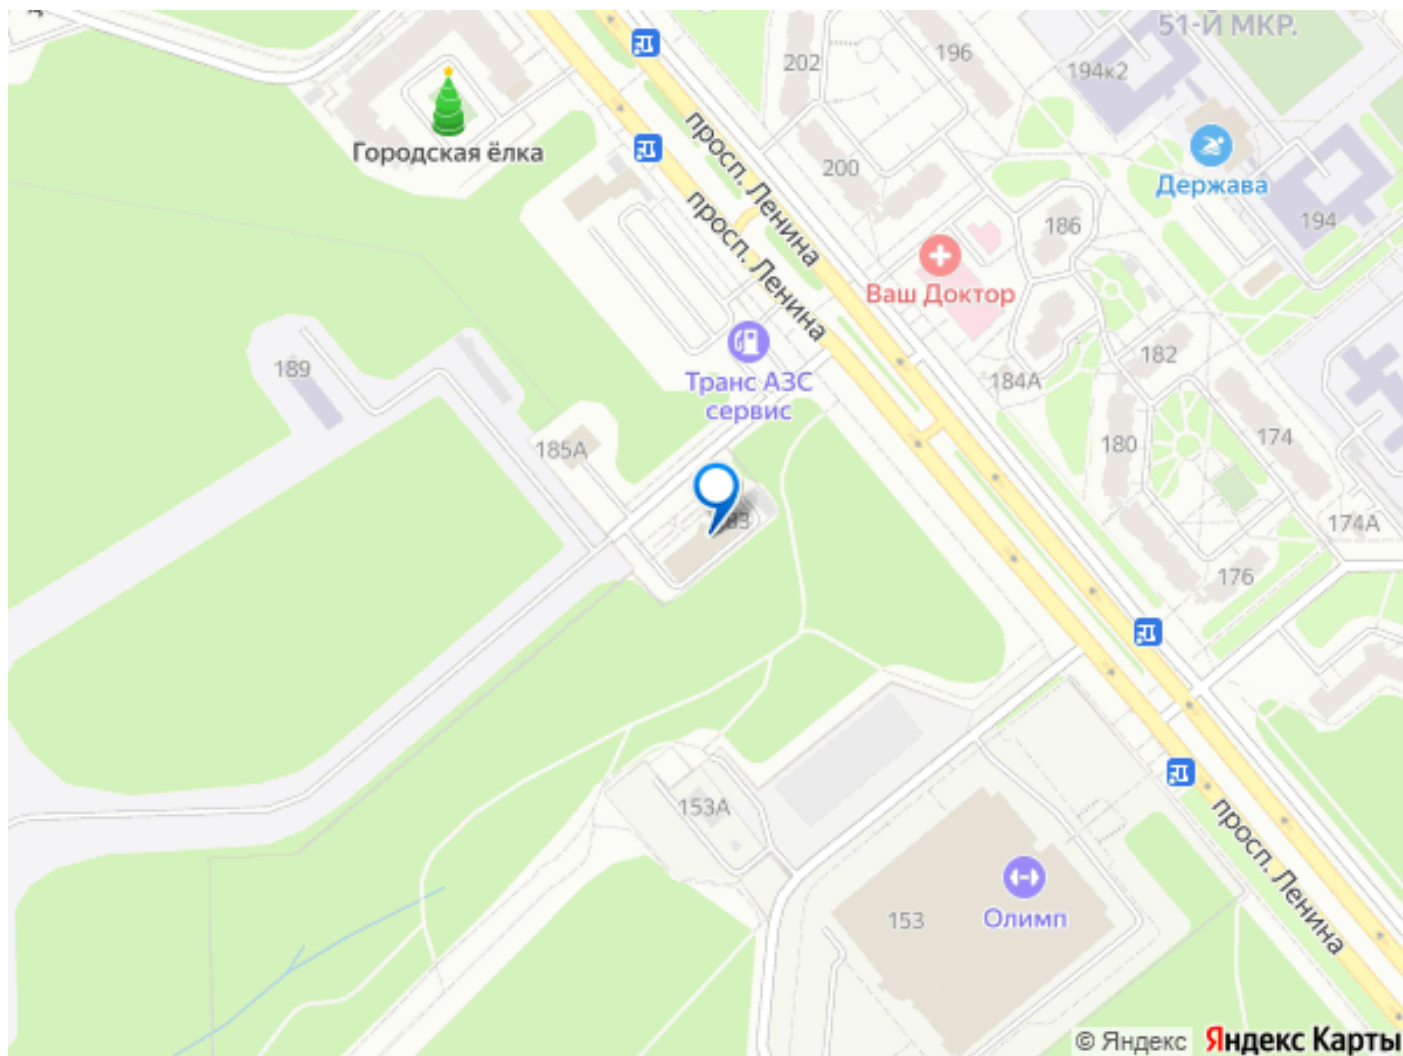 51-Й МКР.
196
202
194к2
Городская ёлка
просп. Ленина
200
Держава
194
186
просп. Ленина
Ваш Доктор
189
Транс АЗС
сервис
184А
182
185А
180
174
174А
176
153А
153
Олимп
просп. Ленина
© Яндекс Яндекс Карты